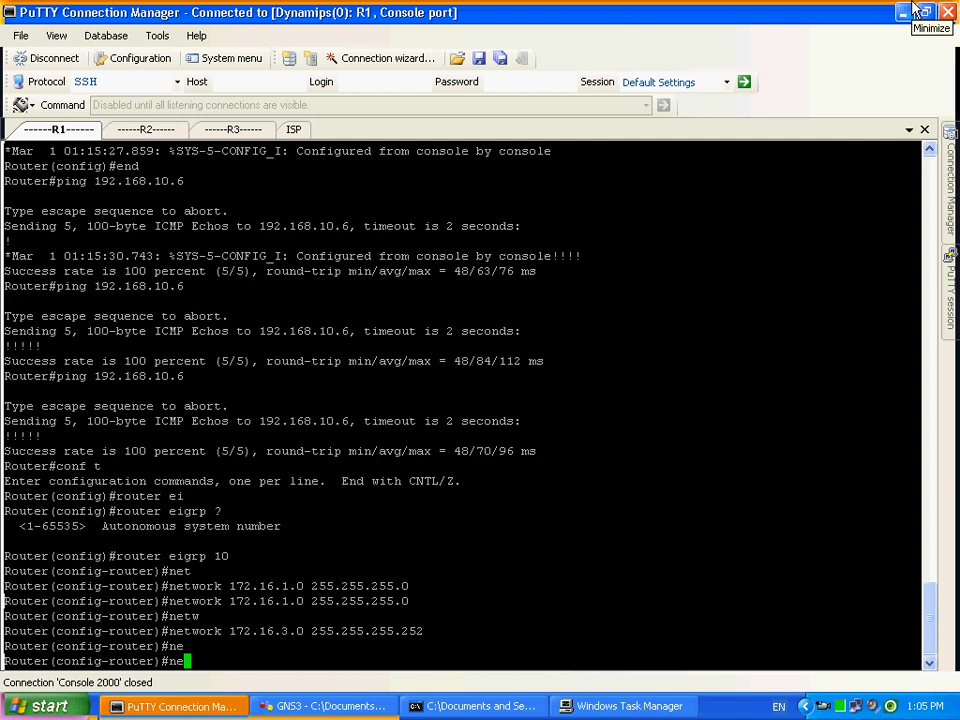 PuTTY Connection Manager - Connected to [Dynamips(0): R1, Console port]
Minimize
File View Database Tools Help
Disconnect Configuration System menu Connection wizard...
Protocol SSH Host Login Password Session Default Settings
Command Disabled until all listening connections are visible.
------R1------ ------R2------ ------R3------ ISP
Connection Manager
PuTTY session
*Mar  1 01:15:27.859: %SYS-5-CONFIG_I: Configured from console by console
Router(config)#end
Router#ping 192.168.10.6
Type escape sequence to abort.
Sending 5, 100-byte ICMP Echos to 192.168.10.6, timeout is 2 seconds:
!
*Mar  1 01:15:30.743: %SYS-5-CONFIG_I: Configured from console by console!!!!
Success rate is 100 percent (5/5), round-trip min/avg/max = 48/63/76 ms
Router#ping 192.168.10.6
Type escape sequence to abort.
Sending 5, 100-byte ICMP Echos to 192.168.10.6, timeout is 2 seconds:
!!!!!
Success rate is 100 percent (5/5), round-trip min/avg/max = 48/84/112 ms
Router#ping 192.168.10.6
Type escape sequence to abort.
Sending 5, 100-byte ICMP Echos to 192.168.10.6, timeout is 2 seconds:
!!!!!
Success rate is 100 percent (5/5), round-trip min/avg/max = 48/70/96 ms
Router#conf t
Enter configuration commands, one per line.  End with CNTL/Z.
Router(config)#router ei
Router(config)#router eigrp ?
  <1-65535>  Autonomous system number
Router(config)#router eigrp 10
Router(config-router)#net
Router(config-router)#network 172.16.1.0 255.255.255.0
Router(config-router)#network 172.16.1.0 255.255.255.0
Router(config-router)#netw
Router(config-router)#network 172.16.3.0 255.255.255.252
Router(config-router)#ne
Router(config-router)#ne
Connection 'Console 2000' closed
start PuTTY Connection Ma... GNS3 - C:\Documents... C:\Documents and Se... Windows Task Manager EN 1:05 PM